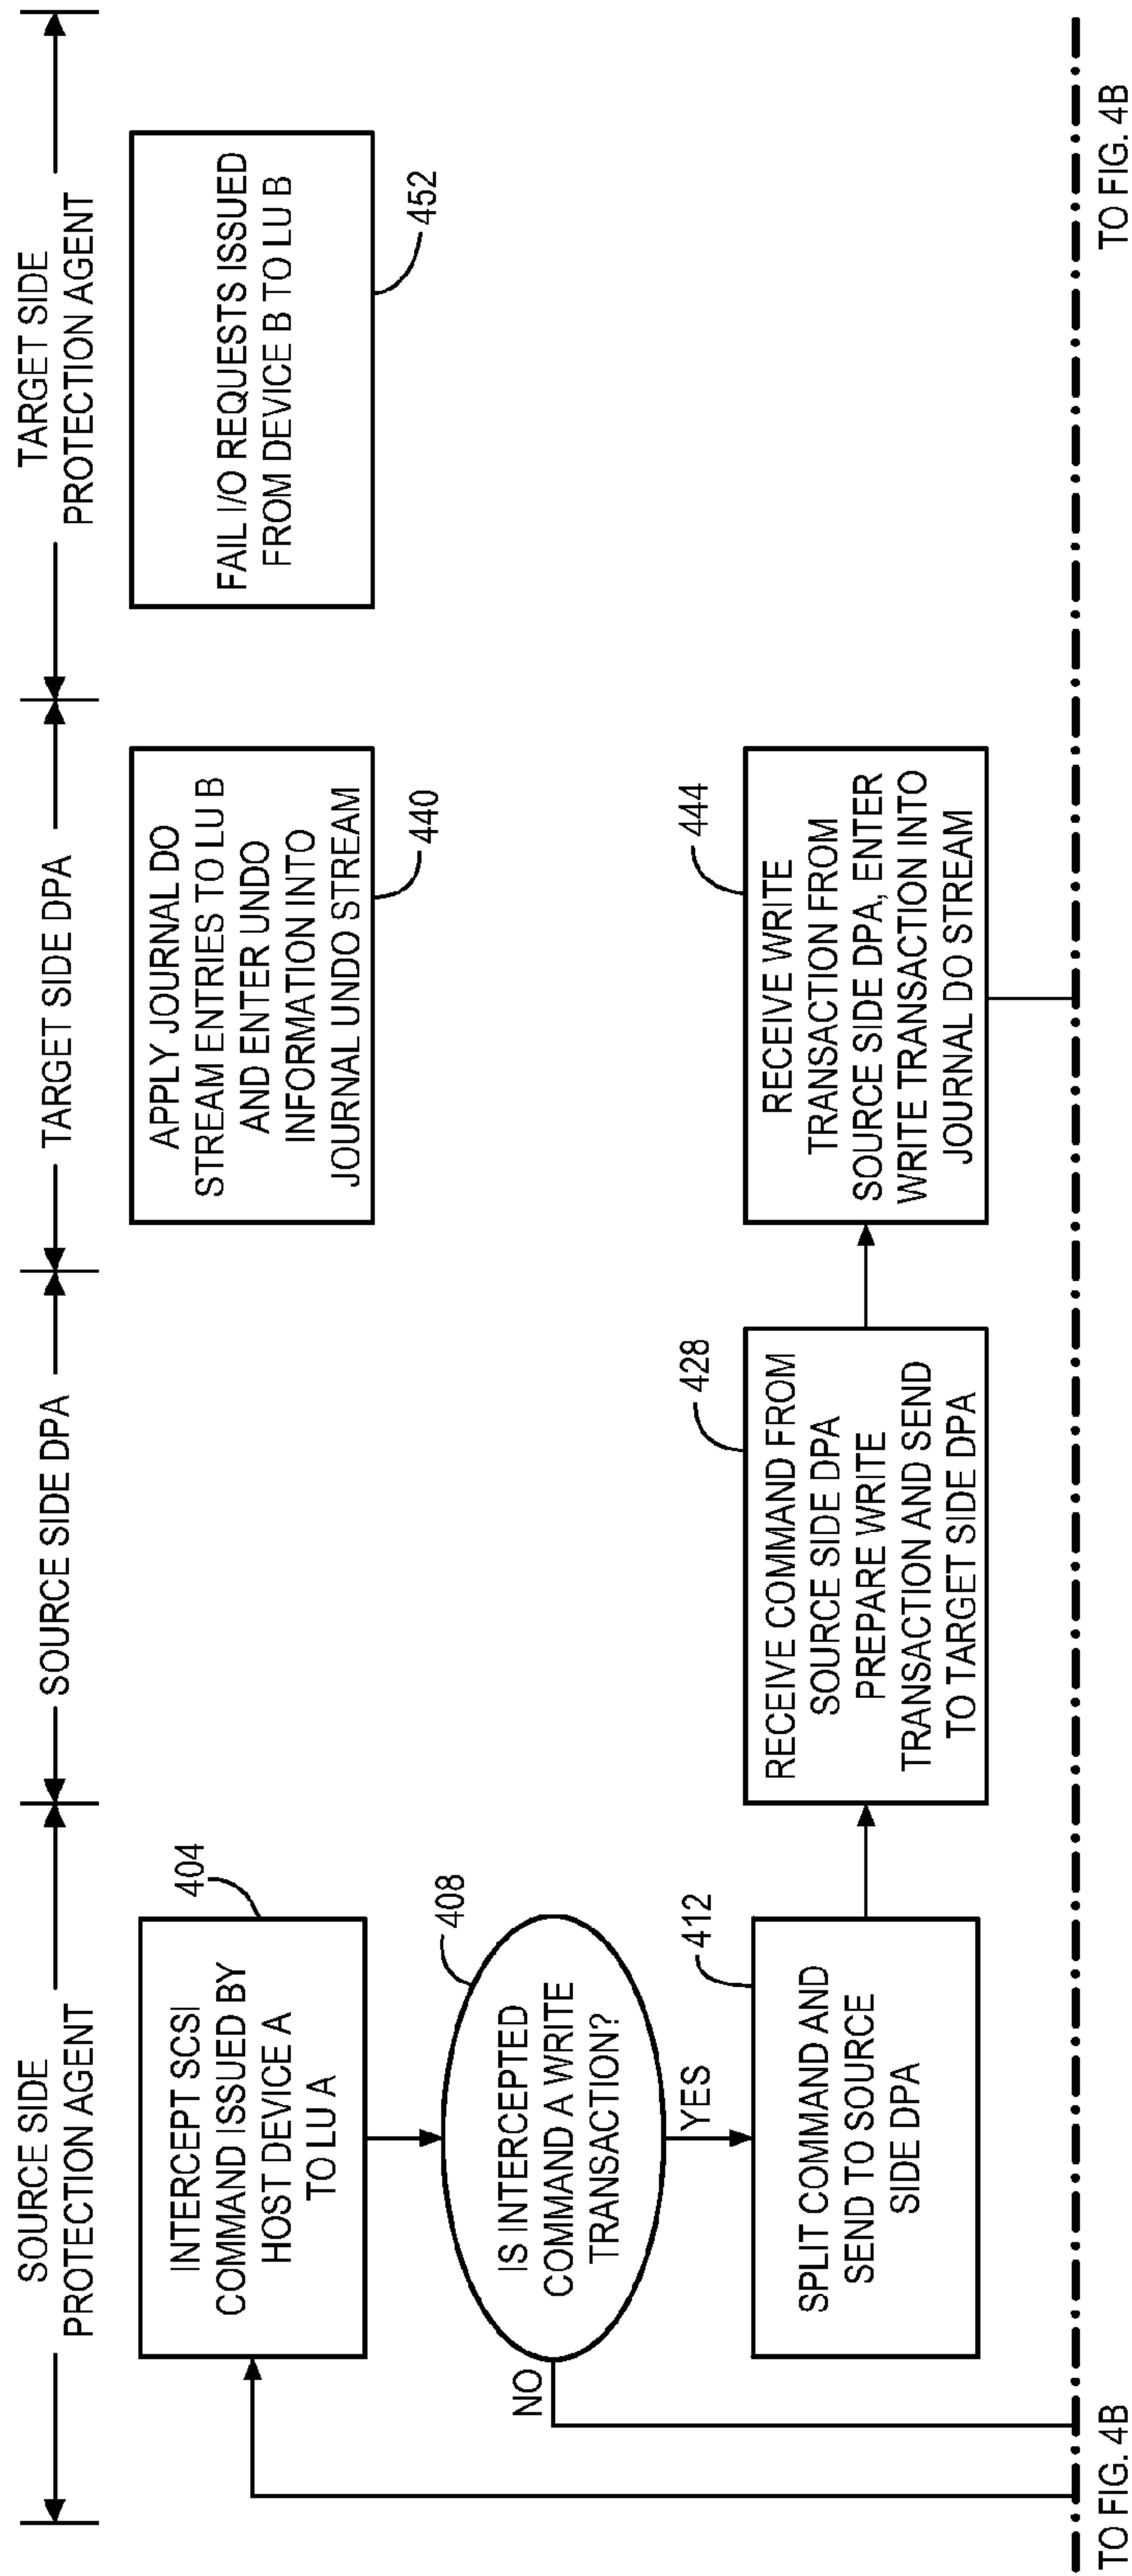 SOURCE SIDE
PROTECTION AGENT
SOURCE SIDE DPA
TARGET SIDE DPA
TARGET SIDE
PROTECTION AGENT
404
INTERCEPT SCSI
COMMAND ISSUED BY
HOST DEVICE A
TO LU A
APPLY JOURNAL DO
STREAM ENTRIES TO LU B
AND ENTER UNDO
INFORMATION INTO
JOURNAL UNDO STREAM
440
FAIL I/O REQUESTS ISSUED
FROM DEVICE B TO LU B
452
408
IS INTERCEPTED
COMMAND A WRITE
TRANSACTION?
NO
YES
412
SPLIT COMMAND AND
SEND TO SOURCE
SIDE DPA
428
RECEIVE COMMAND FROM
SOURCE SIDE DPA
PREPARE WRITE
TRANSACTION AND SEND
TO TARGET SIDE DPA
444
RECEIVE WRITE
TRANSACTION FROM
SOURCE SIDE DPA, ENTER
WRITE TRANSACTION INTO
JOURNAL DO STREAM
TO FIG. 4B
TO FIG. 4B